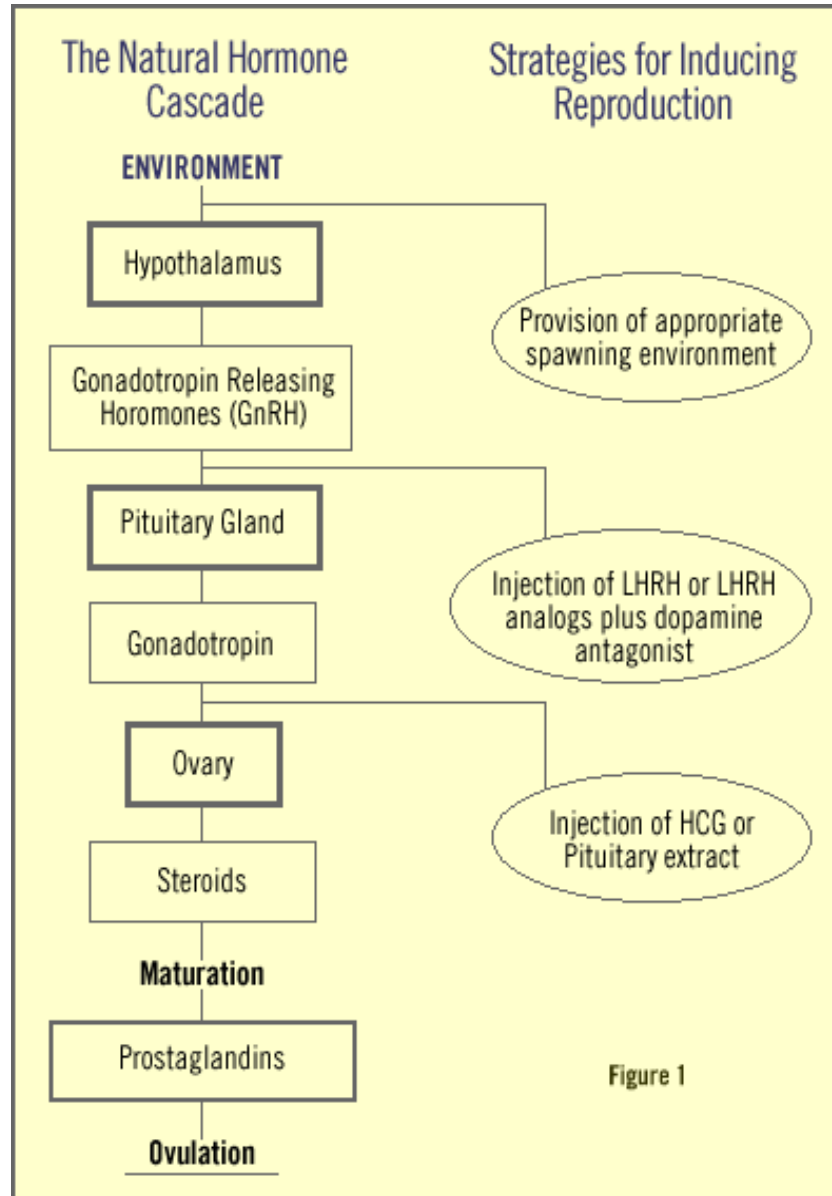 The Natural Hormone
Cascade
Strategies for Inducing
Reproduction
ENVIRONMENT
Hypothalamus
Provision of appropriate
spawning environment
Gonadotropin Releasing
Horomones (GnRH)
Pituitary Gland
Injection of LHRH or LHRH
analogs plus dopamine
antagonist
Gonadotropin
Ovary
Injection of HCG or
Pituitary extract
Steroids
Maturation
Prostaglandins
Figure 1
Ovulation